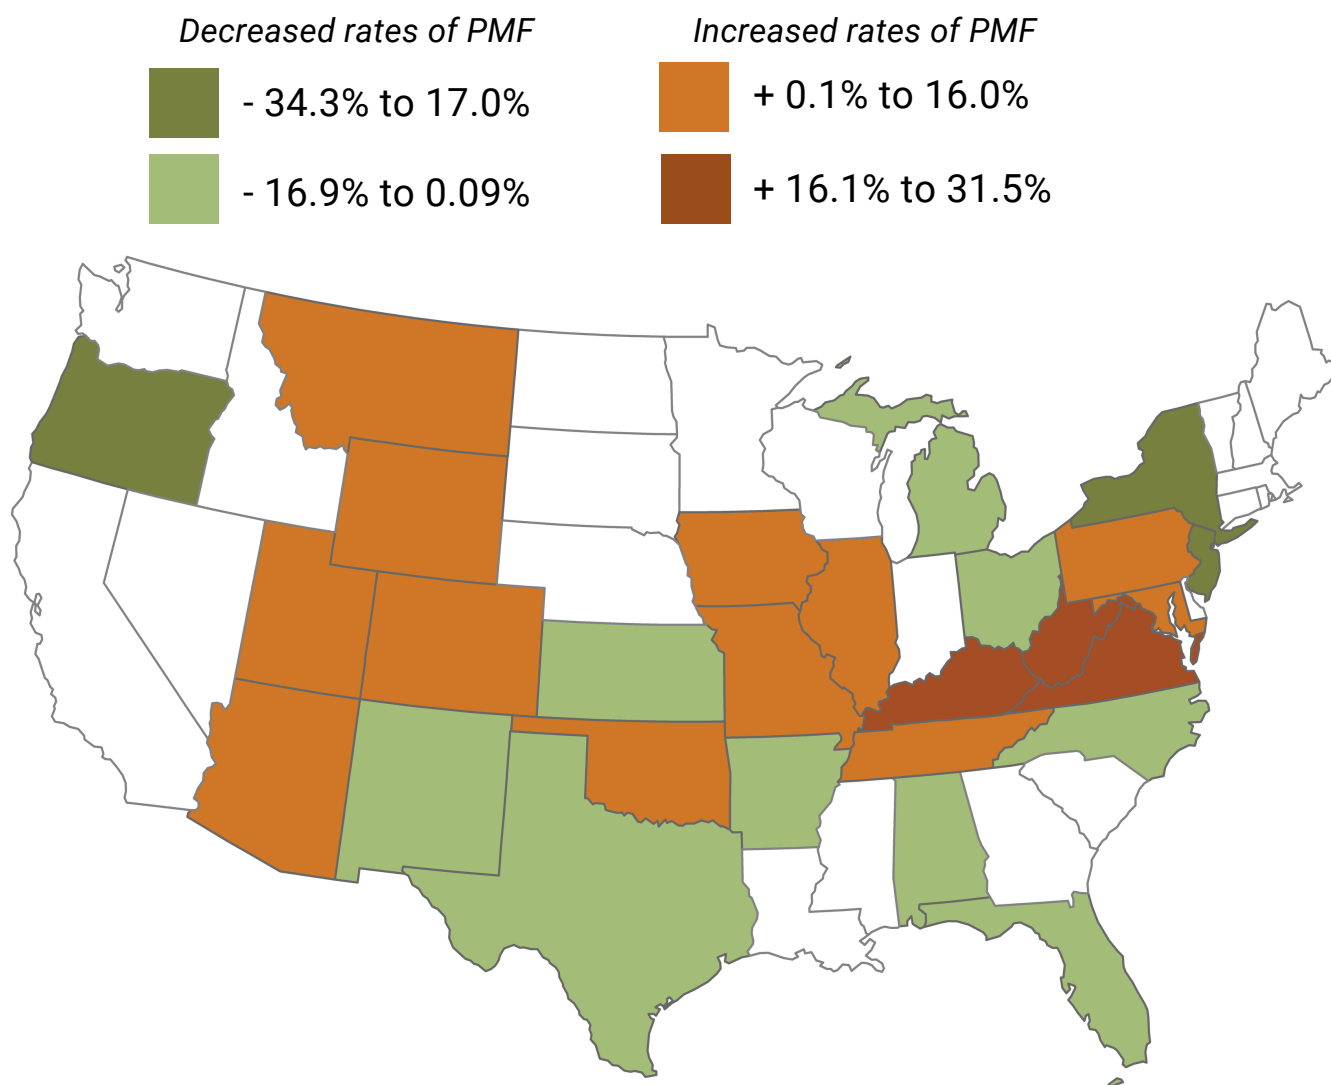 Decreased rates of PMF
- 34.3% to 17.0%
- 16.9% to 0.09%
Increased rates of PMF
+ 0.1% to 16.0%
+ 16.1% to 31.5%